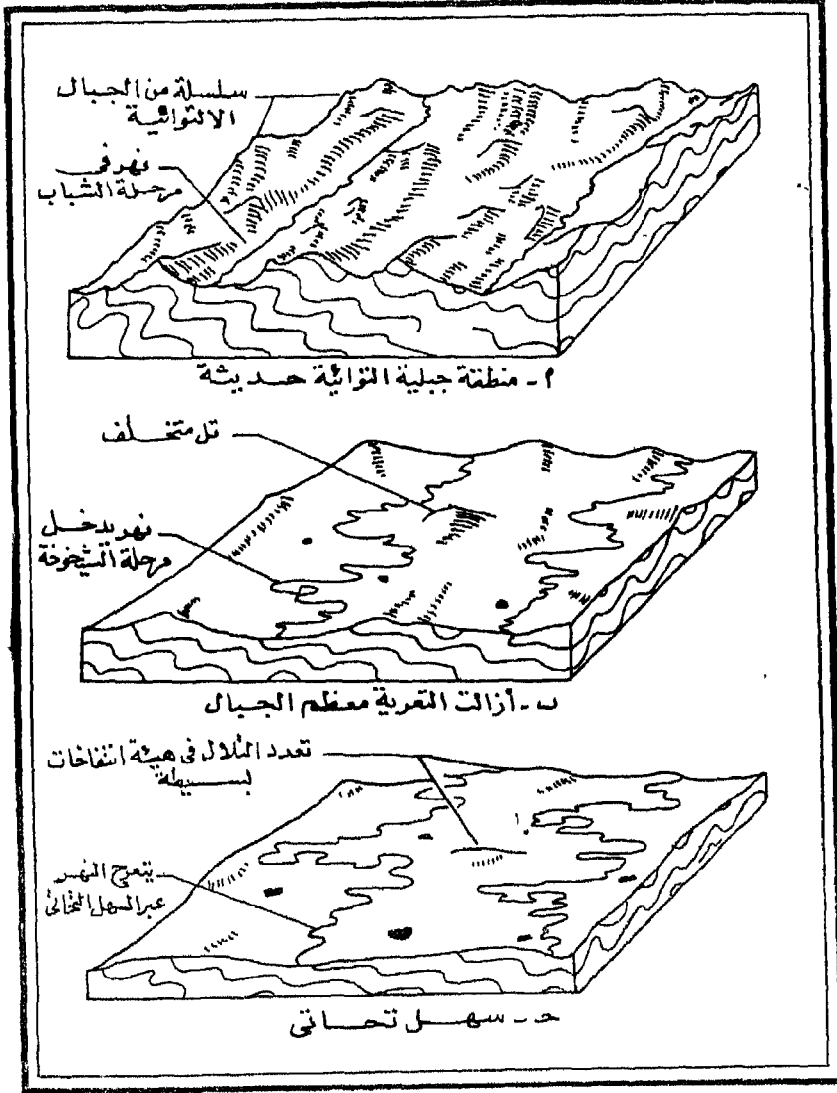 سلسلة من الجبال
الالتوائية
نهر في
مرحلة الشباب
أ - منطقة جبلية التوائية حديثة
تل متخلف
نهر يدخل
مرحلة الشيخوخة
ب - أزالت التعرية معظم الجبال
تعدد التلال في هيئة انتفاخات
بسيطة
يتعرج النهر
عبر السهل التحاتي
حـ - سهل تحاتي